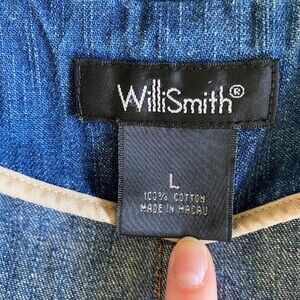 WilliSmith®
L
100% COTTON
MADE IN MACAU